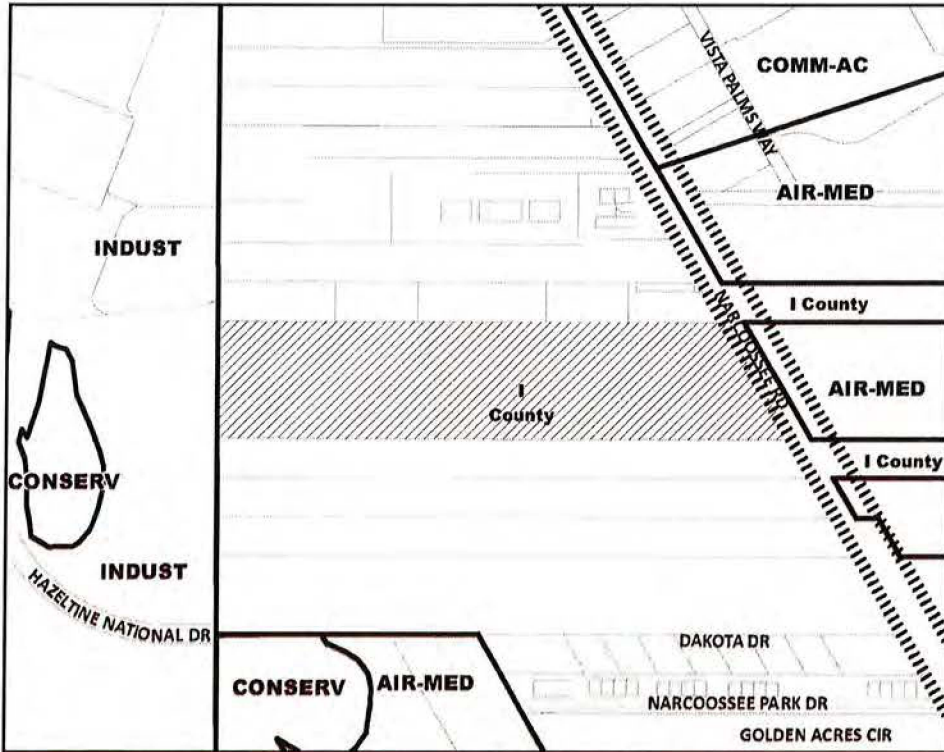 VISTA PALMS WAY
COMM-AC
AIR-MED
INDUST
I County
NARCOOSSEE RD
I
County
AIR-MED
I County
CONSERV
INDUST
HAZELTINE NATIONAL DR
DAKOTA DR
CONSERV
AIR-MED
NARCOOSSEE PARK DR
GOLDEN ACRES CIR